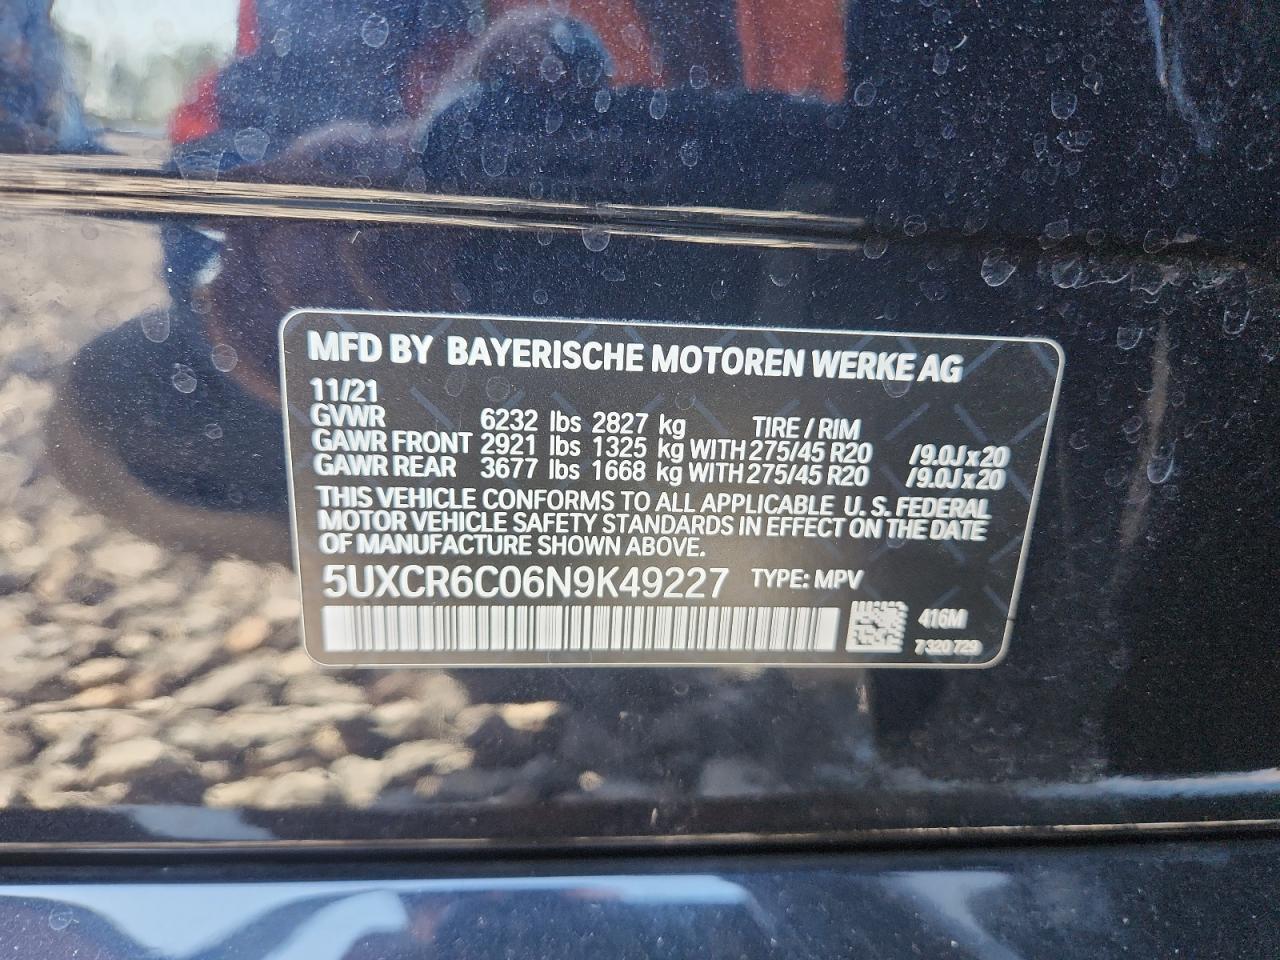 MFD BY BAYERISCHE MOTOREN WERKE AG
11/21
GVWR 6232 lbs 2827 kg TIRE / RIM
GAWR FRONT 2921 lbs 1325 kg WITH 275/45 R20 /9.0J x 20
GAWR REAR 3677 lbs 1668 kg WITH 275/45 R20 /9.0J x 20
THIS VEHICLE CONFORMS TO ALL APPLICABLE U. S. FEDERAL
MOTOR VEHICLE SAFETY STANDARDS IN EFFECT ON THE DATE
OF MANUFACTURE SHOWN ABOVE.
5UXCR6C06N9K49227 TYPE: MPV
416M
7 320 729